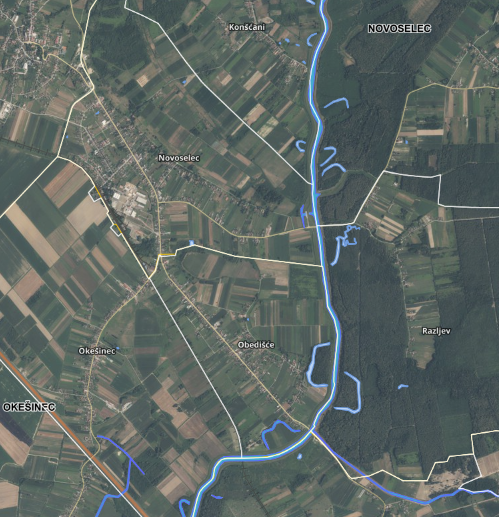 Konšćani
NOVOSELEC
Novoselec
Razljev
Obedišće
Okešinec
OKEŠINEC